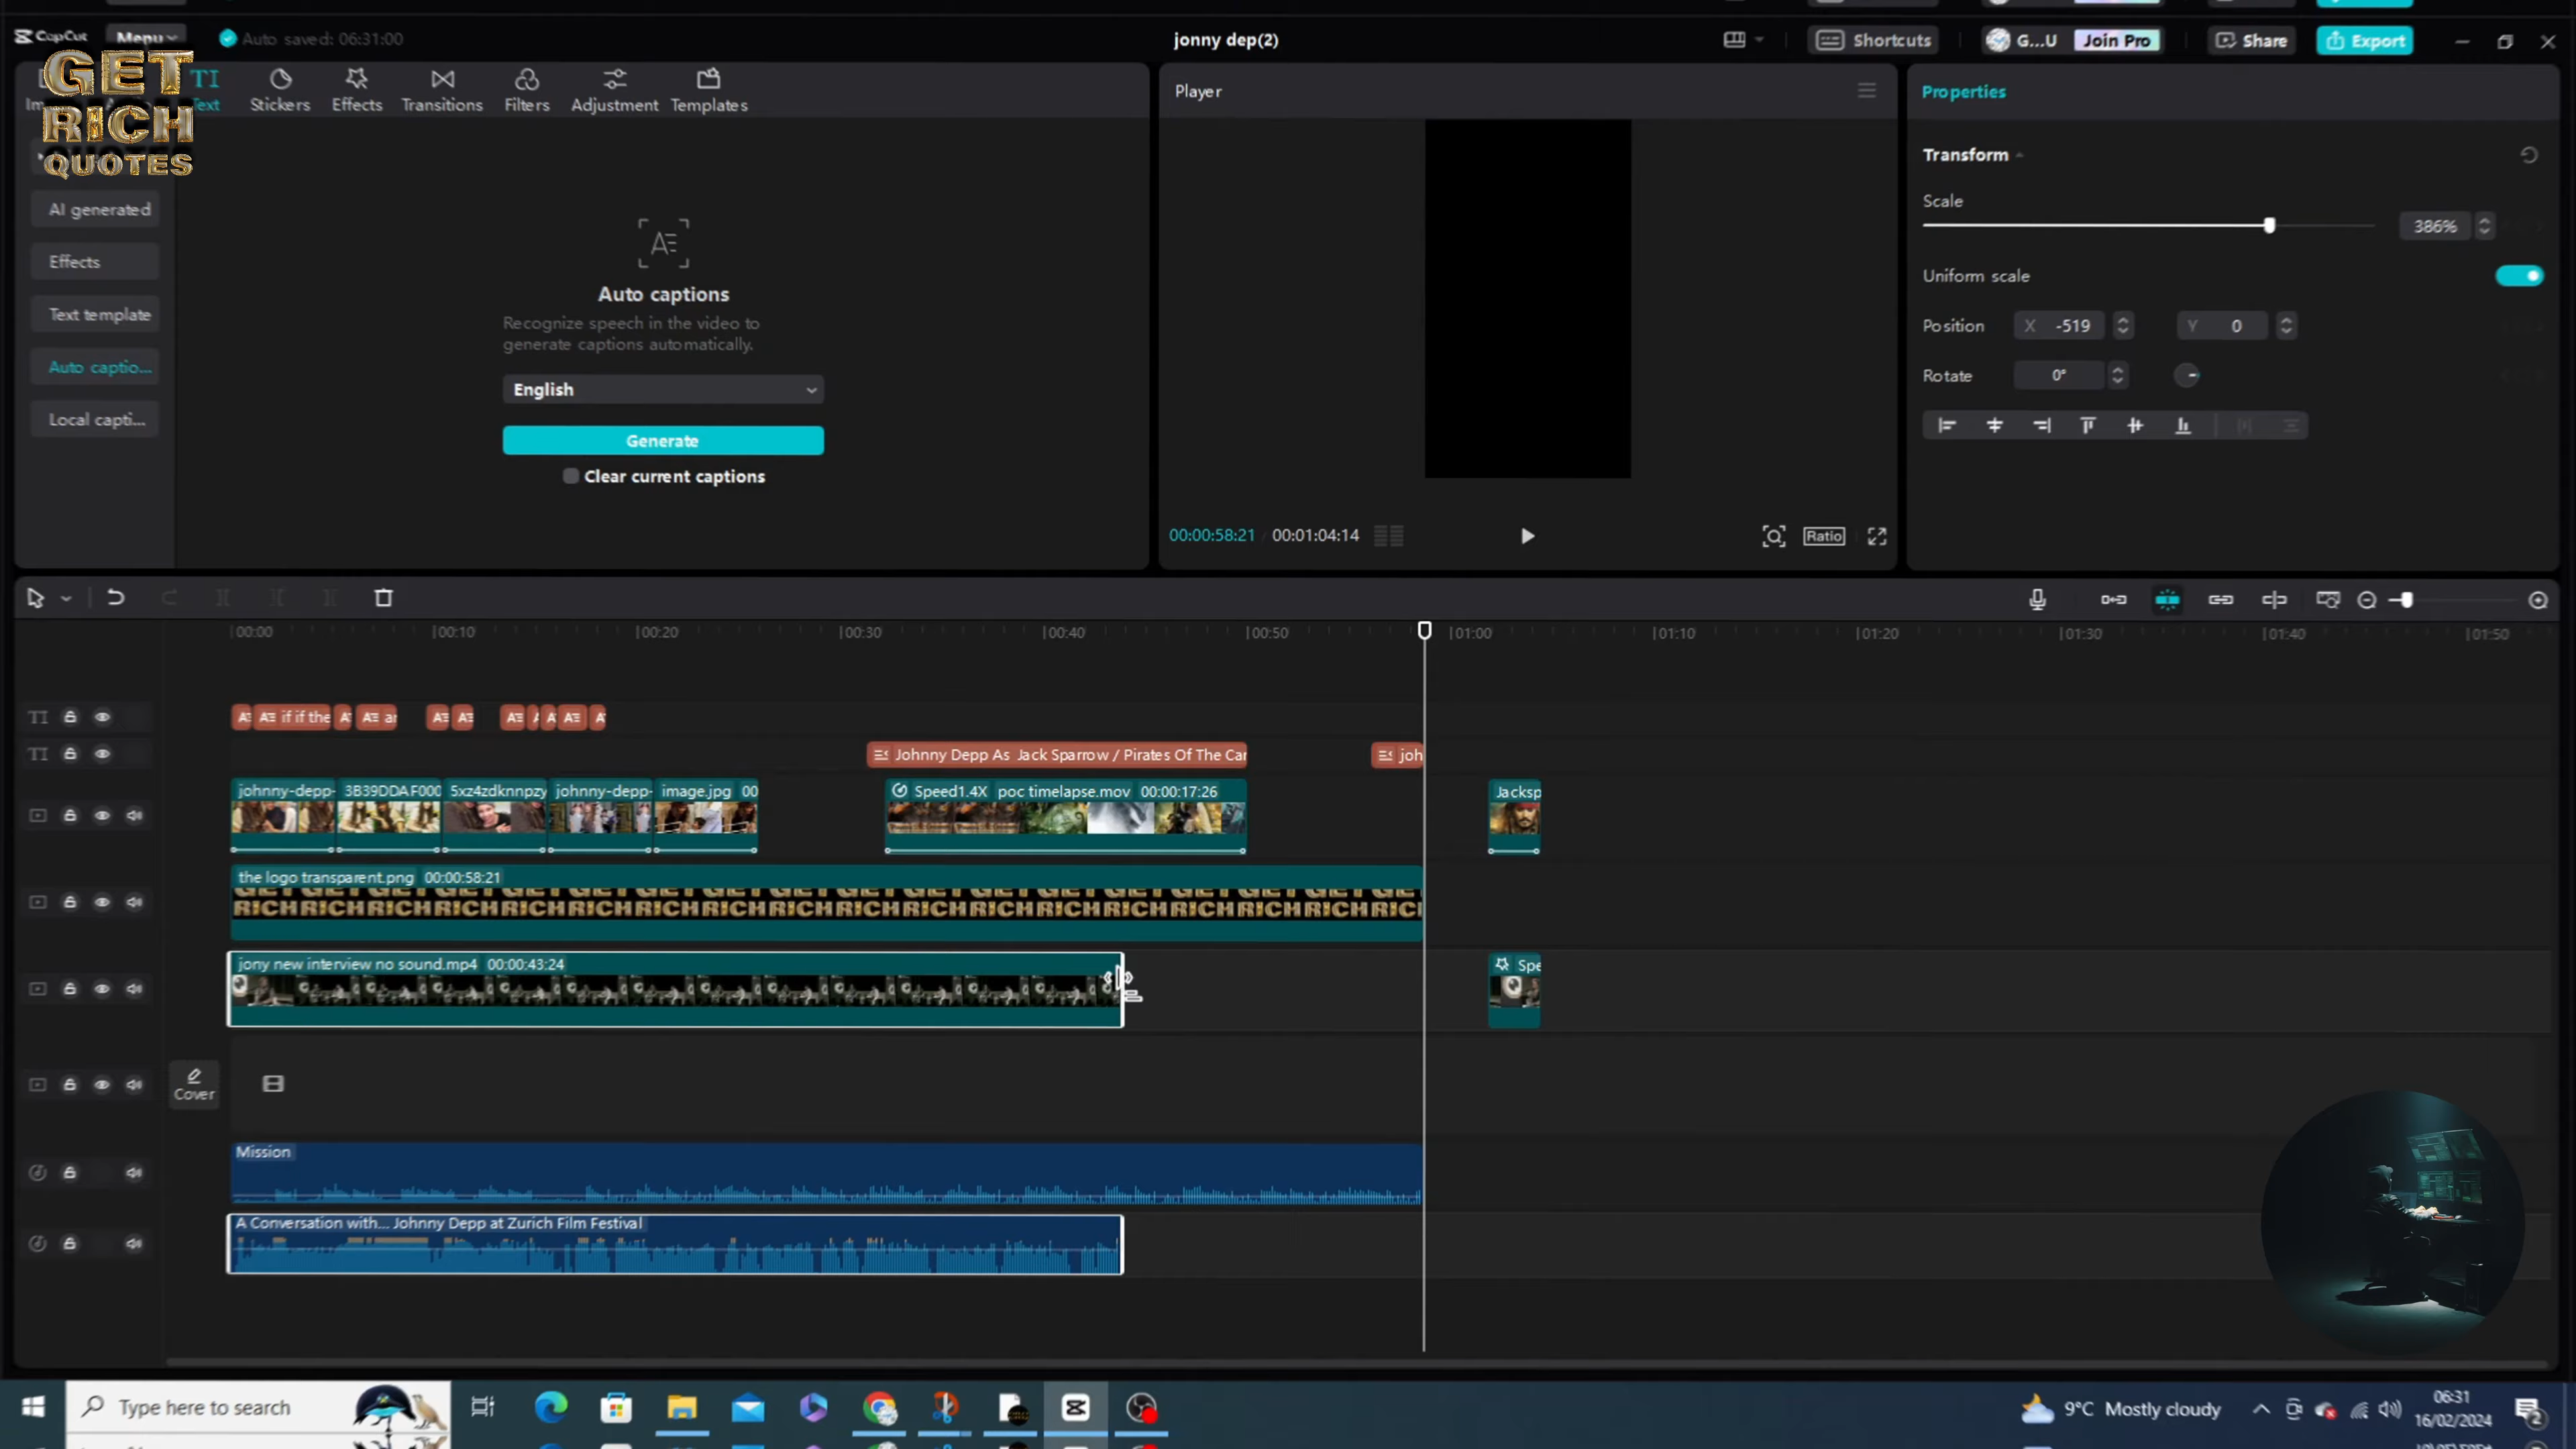 CapCut
Menu
Auto saved: 06:31:00
jonny dep(2)
Shortcuts
G...U
Join Pro
Share
Export
GET
RICH
QUOTES
Text
Stickers
Effects
Transitions
Filters
Adjustment
Templates
AI generated
Effects
Text template
Auto captio...
Local capti...
Auto captions
Recognize speech in the video to
generate captions automatically.
English
Generate
Clear current captions
Player
00:00:58:21
00:01:04:14
Ratio
Properties
Transform
Scale
386%
Uniform scale
Position X -519 Y 0
Rotate 0°
00:00 00:10 00:20 00:30 00:40 00:50 01:00 01:10 01:20 01:30 01:40 01:50
if if the
Johnny Depp As Jack Sparrow / Pirates Of The Car
joh
johnny-depp-
3B39DDAF000
5xz4zdknnpzy
johnny-depp-
image.jpg 00
Speed1.4X poc timelapse.mov 00:00:17:26
Jacksp
the logo transparent.png 00:00:58:21
GET RICH
jony new interview no sound.mp4 00:00:43:24
Spe
Cover
Mission
A Conversation with... Johnny Depp at Zurich Film Festival
Type here to search
9°C Mostly cloudy
06:31
16/02/2024
2